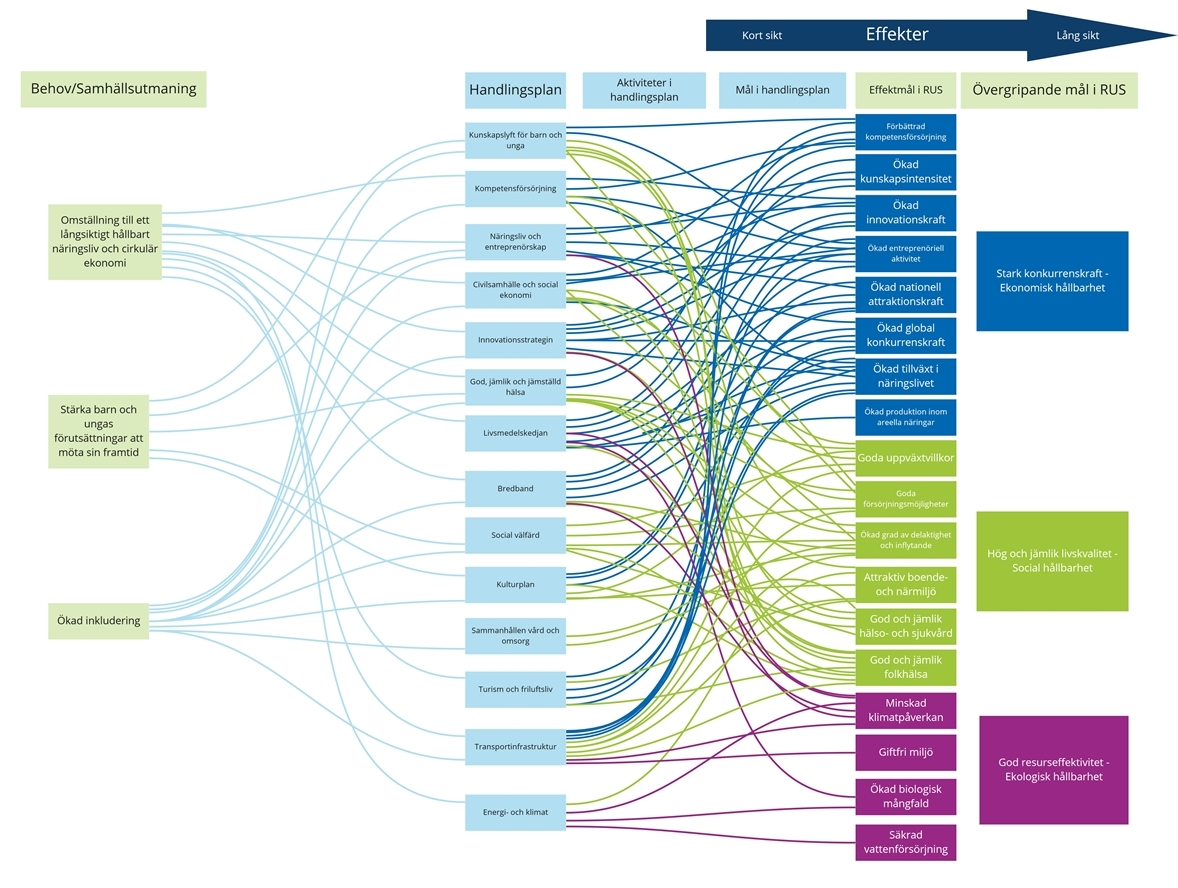 Kort sikt
Effekter
Lång sikt
Behov/Samhällsutmaning
Handlingsplan
Aktiviteter i
handlingsplan
Mål i handlingsplan
Effektmål i RUS
Övergripande mål i RUS
Omställning till ett
långsiktigt hållbart
näringsliv och cirkulär
ekonomi
Stärka barn och
ungas
förutsättningar att
möta sin framtid
Ökad inkludering
Kunskapslyft för barn och
unga
Kompetensförsörjning
Näringsliv och
entreprenörskap
Civilsamhälle och social
ekonomi
Innovationsstrategin
God, jämlik och jämställd
hälsa
Livsmedelskedjan
Bredband
Social välfärd
Kulturplan
Sammanhållen vård och
omsorg
Turism och friluftsliv
Transportinfrastruktur
Energi- och klimat
Förbättrad
kompetensförsörjning
Ökad
kunskapsintensitet
Ökad
innovationskraft
Ökad entreprenöriell
aktivitet
Ökad nationell
attraktionskraft
Ökad global
konkurrenskraft
Ökad tillväxt i
näringslivet
Ökad produktion inom
areella näringar
Goda uppväxtvillkor
Goda
försörjningsmöjligheter
Ökad grad av delaktighet
och inflytande
Attraktiv boende-
och närmiljö
God och jämlik
hälso- och sjukvård
God och jämlik
folkhälsa
Minskad
klimatpåverkan
Giftfri miljö
Ökad biologisk
mångfald
Säkrad
vattenförsörjning
Stark konkurrenskraft -
Ekonomisk hållbarhet
Hög och jämlik livskvalitet -
Social hållbarhet
God resurseffektivitet -
Ekologisk hållbarhet